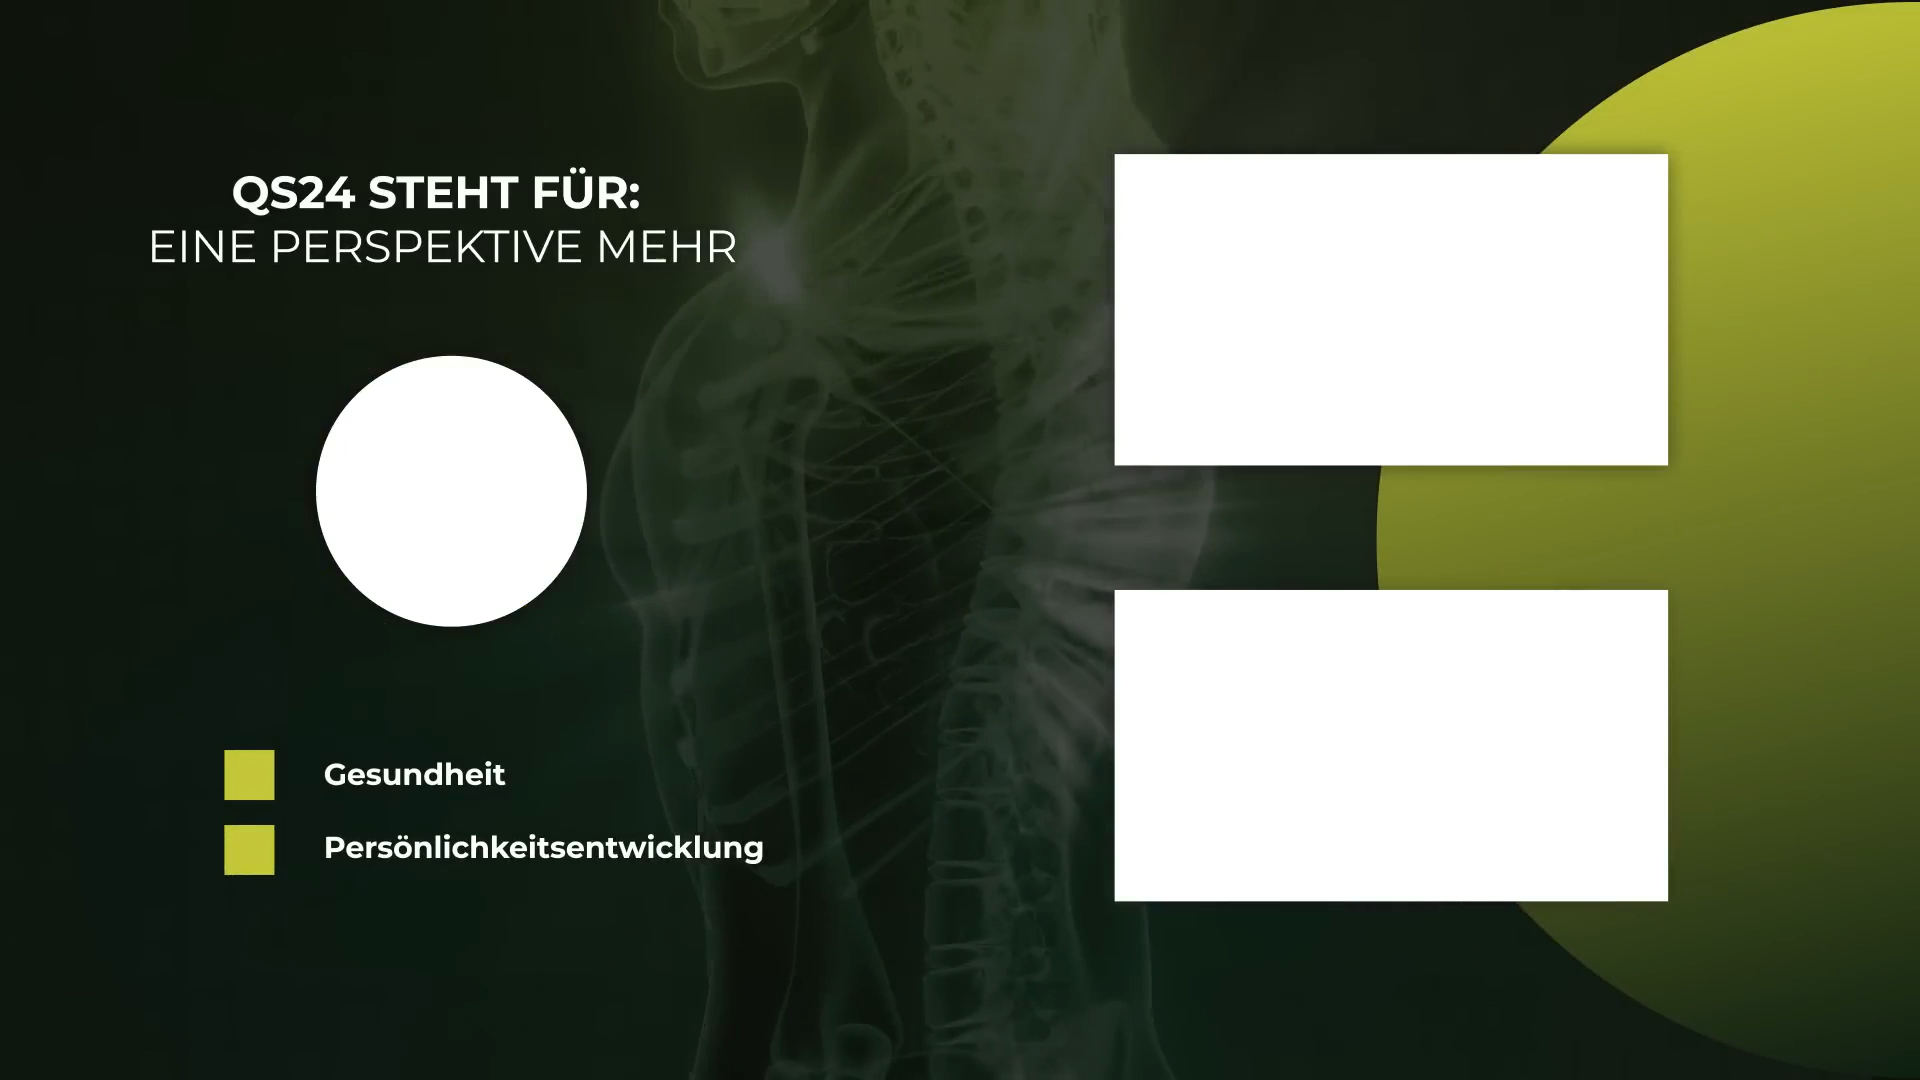 QS24 STEHT FÜR:
EINE PERSPEKTIVE MEHR
Gesundheit
Persönlichkeitsentwicklung